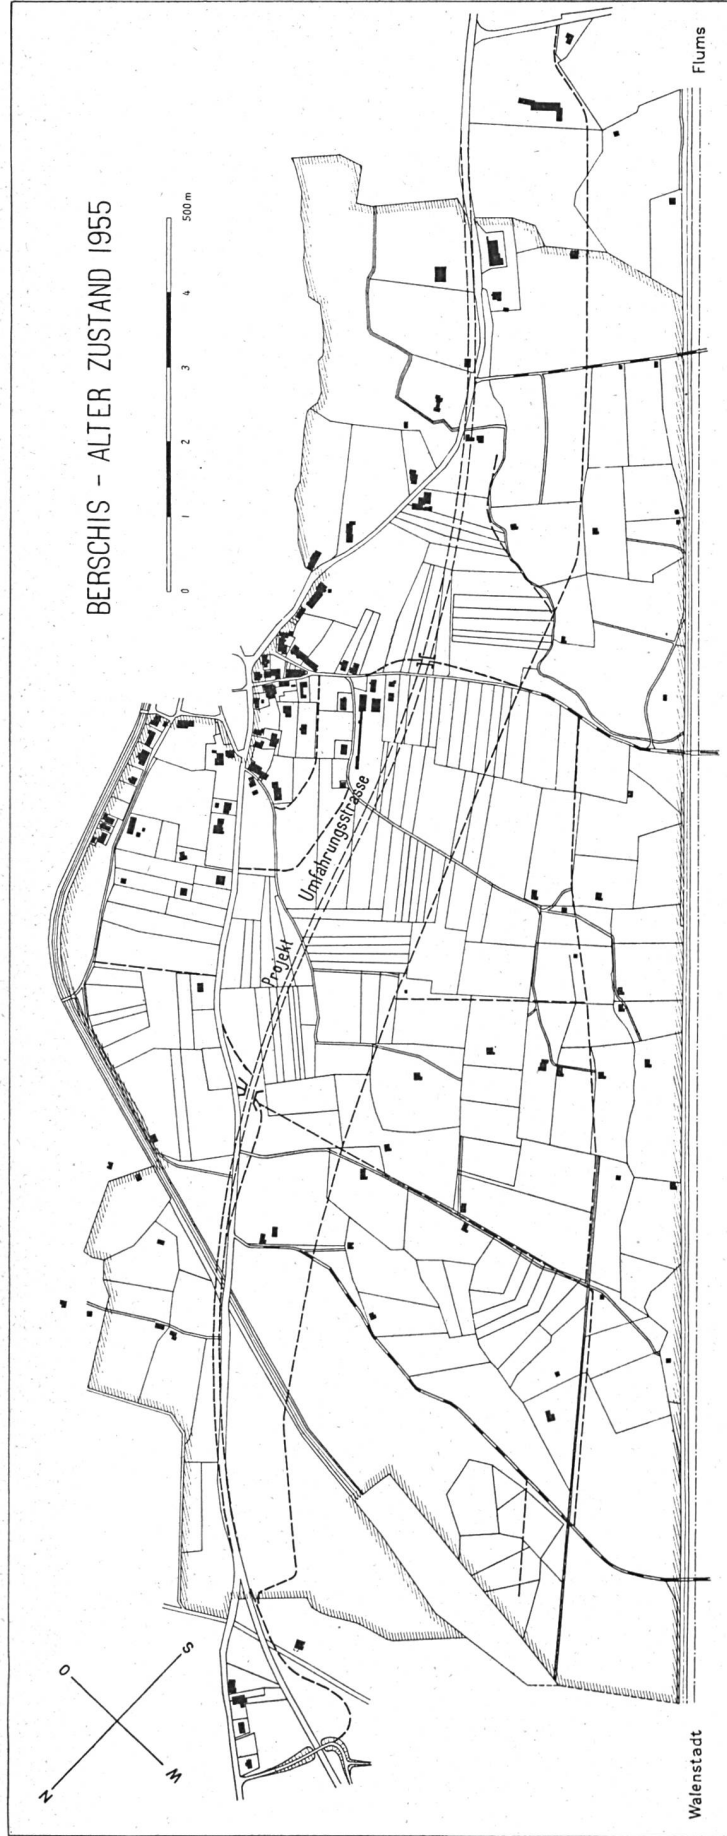 BERSCHIS - ALTER ZUSTAND 1955
0 1 2 3 4 500 m
Projekt Umfahrungsstrasse
N
O
S
W
Walenstadt
Flums